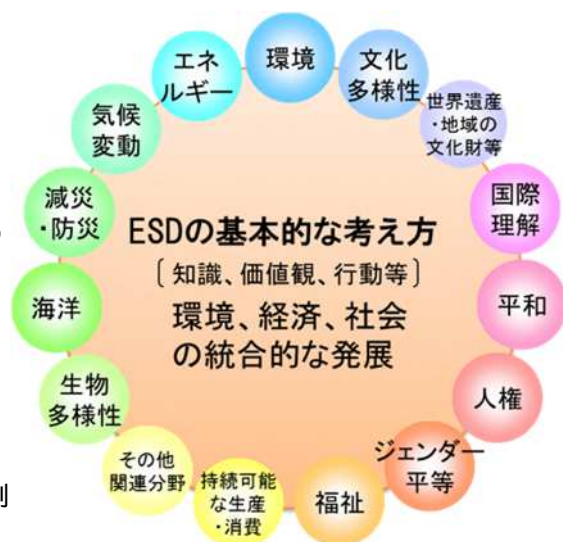 環境
文化
多様性
世界遺産
・地域の
文化財等
国際
理解
平和
人権
ジェンダー
平等
福祉
持続可能
な生産
・消費
その他
関連分野
生物
多様性
海洋
減災
・防災
気候
変動
エネ
ルギー
ESDの基本的な考え方
[知識、価値観、行動等]
環境、経済、社会
の統合的な発展